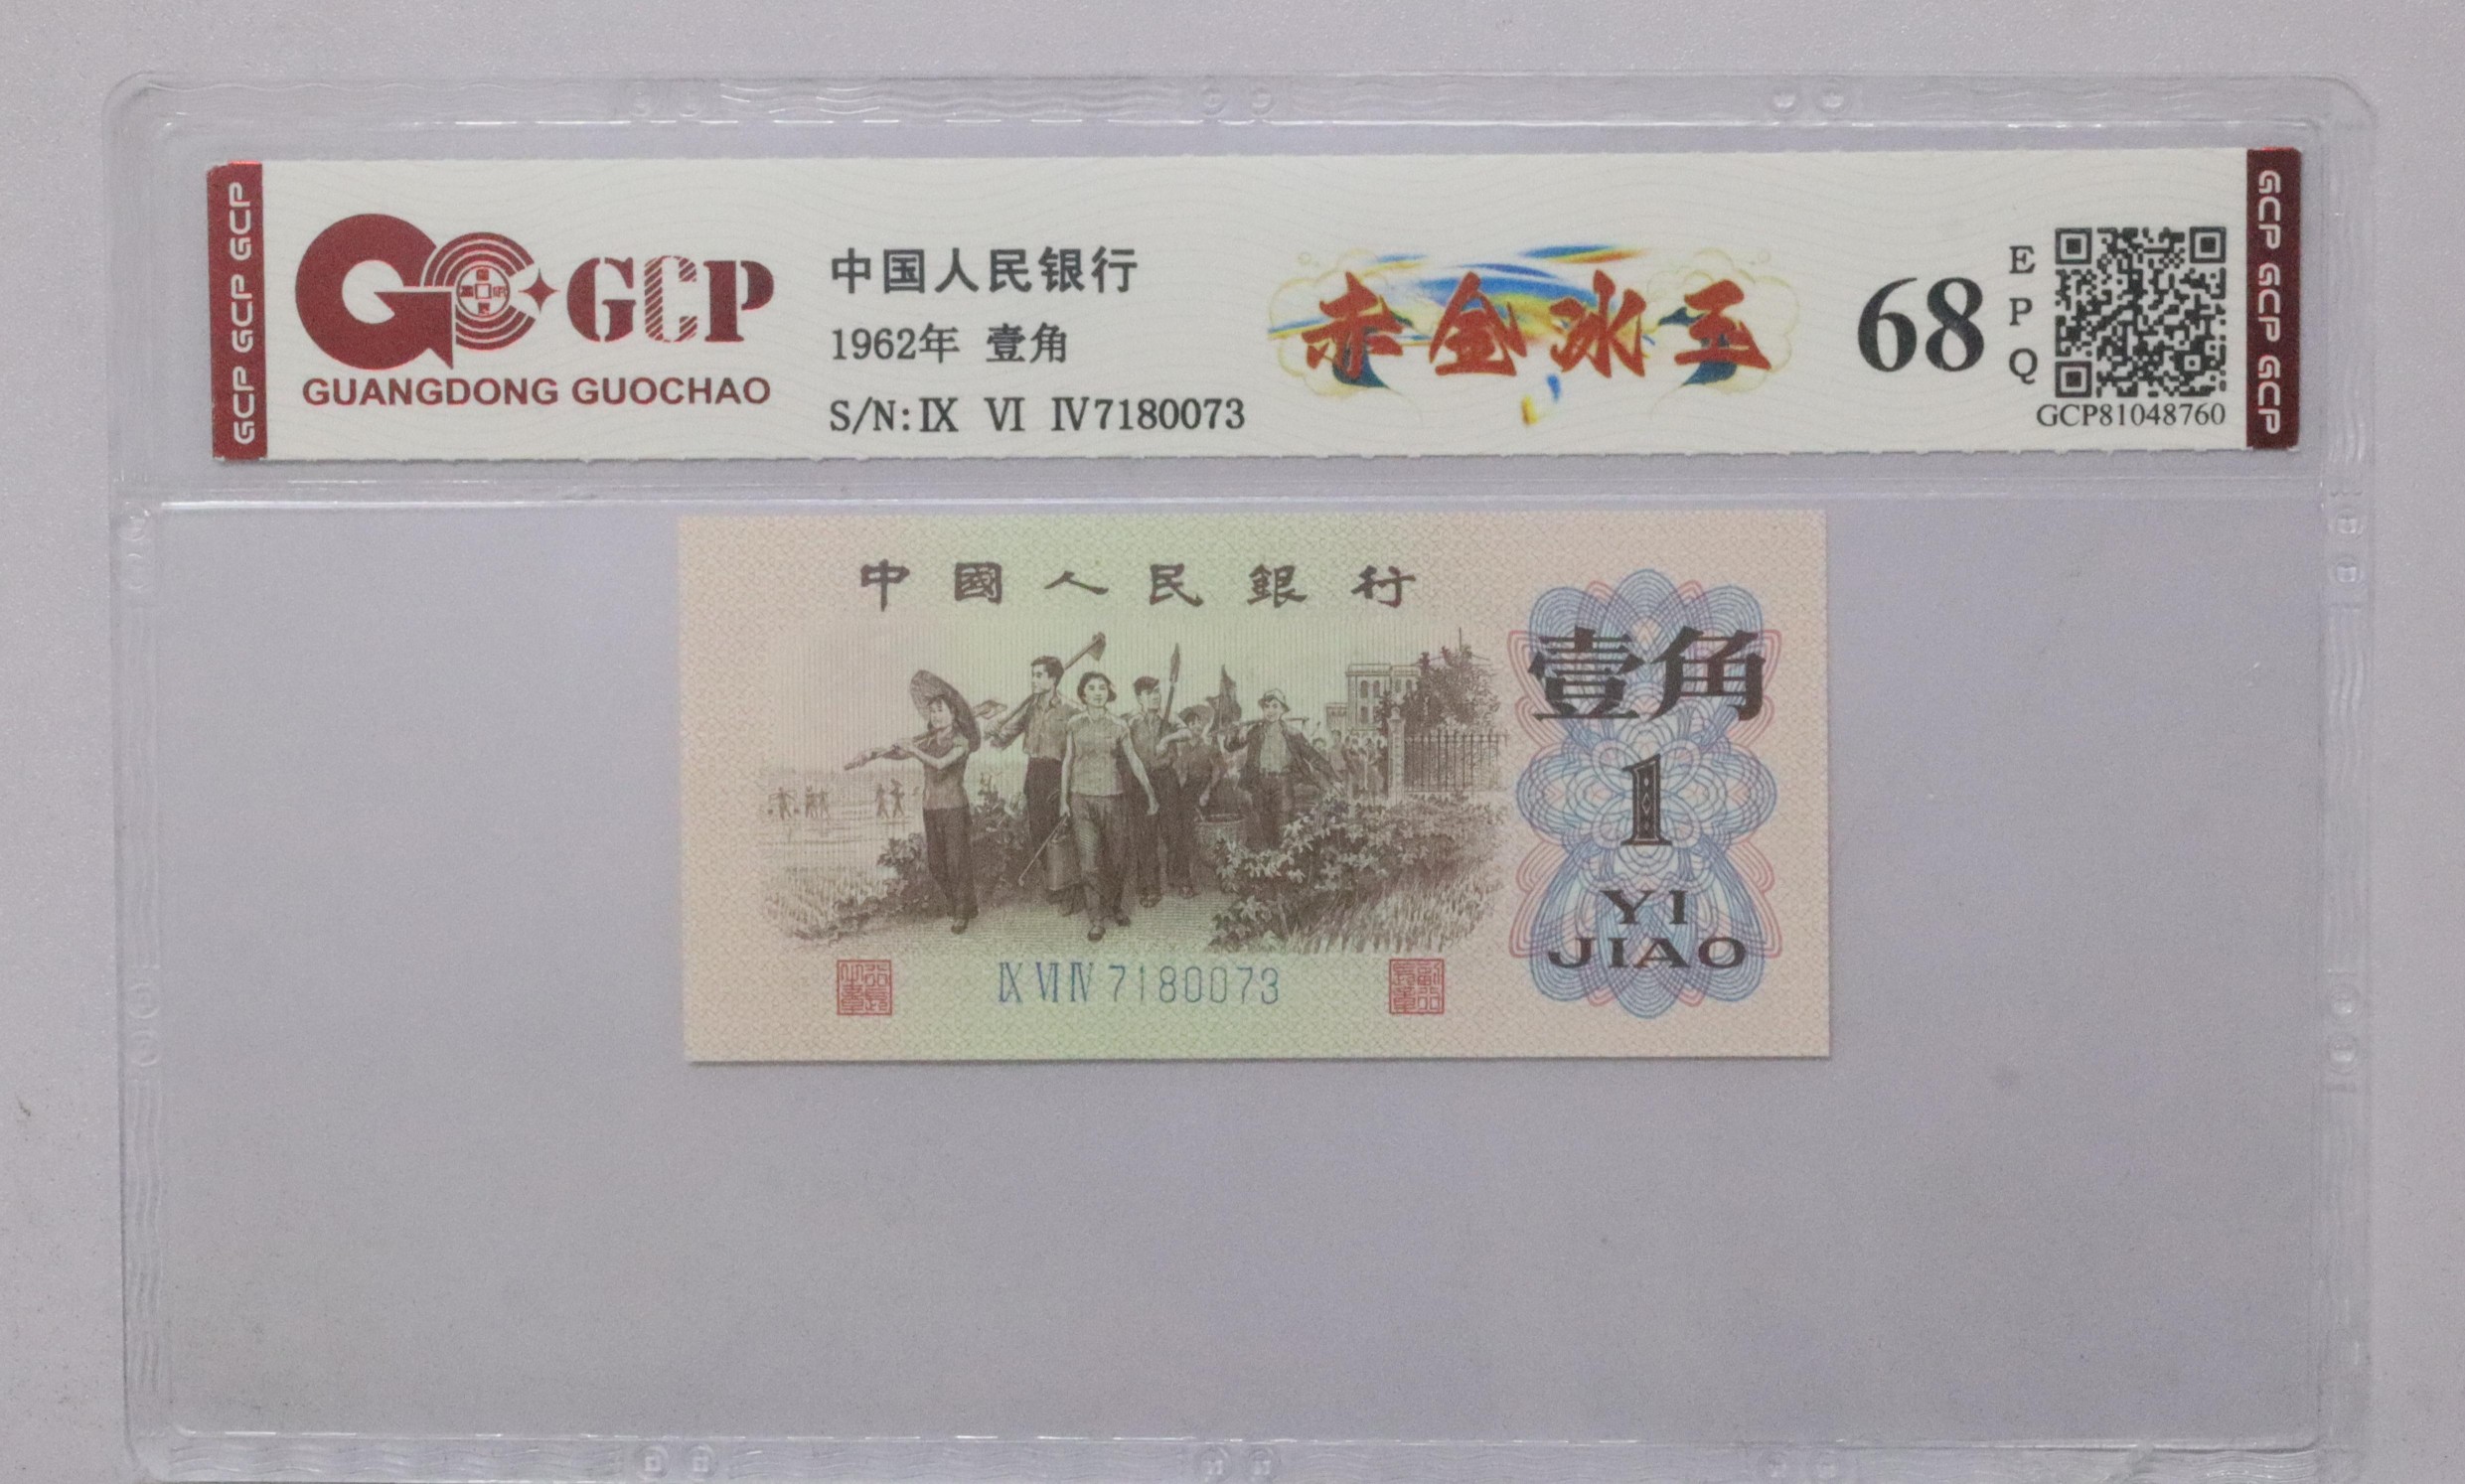 GCP GCP GCP
GCP
GUANGDONG GUOCHAO
中国人民银行
1962年 壹角
S/N: Ⅸ Ⅵ Ⅳ7180073
赤金冰玉
68
EPQ
GCP81048760
GCP GCP GCP
中國人民銀行
壹角
1
YI
JIAO
Ⅸ Ⅵ Ⅳ 7180073